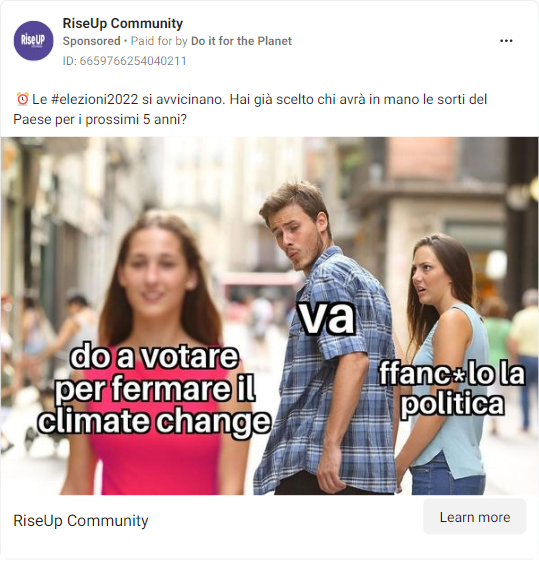 RiseUp Community
RiseUP
Sponsored • Paid for by Do it for the Planet
ID: 6659766254040211
⏰Le #elezioni2022 si avvicinano. Hai già scelto chi avrà in mano le sorti del
Paese per i prossimi 5 anni?
do a votare
per fermare il
climate change
va
ffanc*lo la
politica
RiseUp Community
Learn more